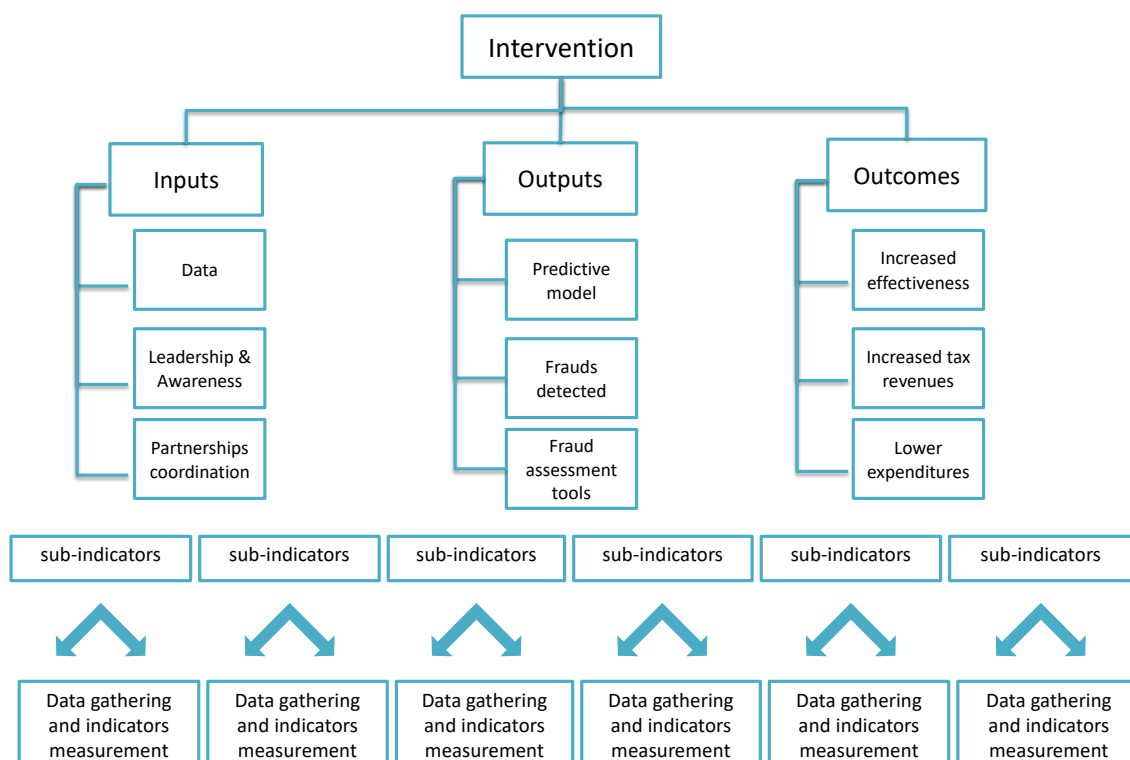 Intervention
Inputs
Outputs
Outcomes
Data
Leadership &
Awareness
Partnerships
coordination
Predictive
model
Frauds
detected
Fraud
assessment
tools
Increased
effectiveness
Increased tax
revenues
Lower
expenditures
sub-indicators
sub-indicators
sub-indicators
sub-indicators
sub-indicators
sub-indicators
Data gathering
and indicators
measurement
Data gathering
and indicators
measurement
Data gathering
and indicators
measurement
Data gathering
and indicators
measurement
Data gathering
and indicators
measurement
Data gathering
and indicators
measurement